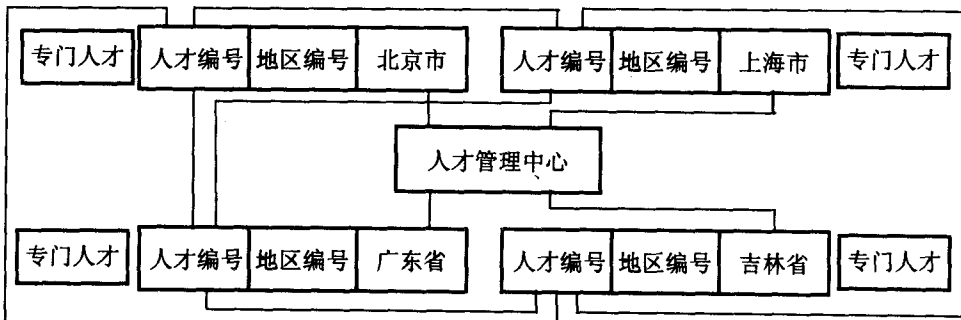 专门人才 人才编号 地区编号 北京市 人才编号 地区编号 上海市 专门人才
人才管理中心
专门人才 人才编号 地区编号 广东省 人才编号 地区编号 吉林省 专门人才